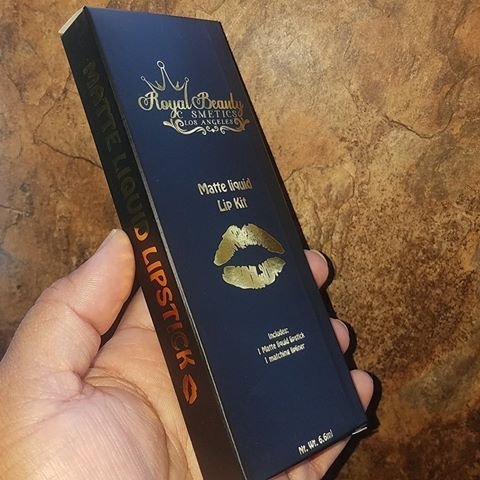 Royal Beauty
C SMETICS
LOS ANGELES
Matte liquid
Lip Kit
Includes:
1 Matte liquid lipstick
1 matching lipliner
Nt. Wt. 6.6ml
MATTE LIQUID LIPSTICK